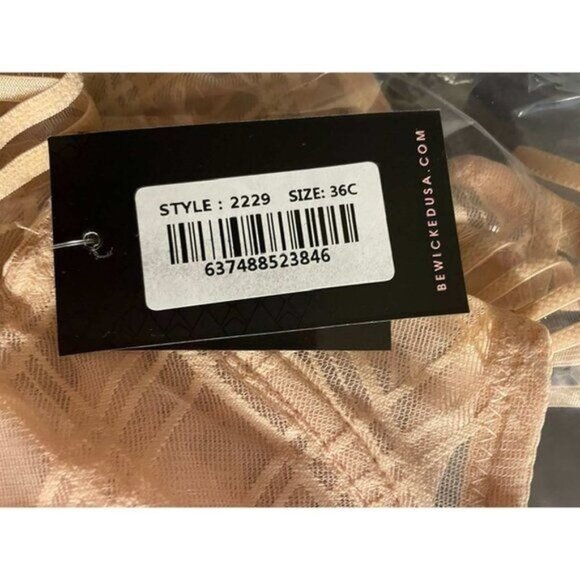 STYLE : 2229 SIZE: 36C
637488523846
BEWICKEDUSA.COM